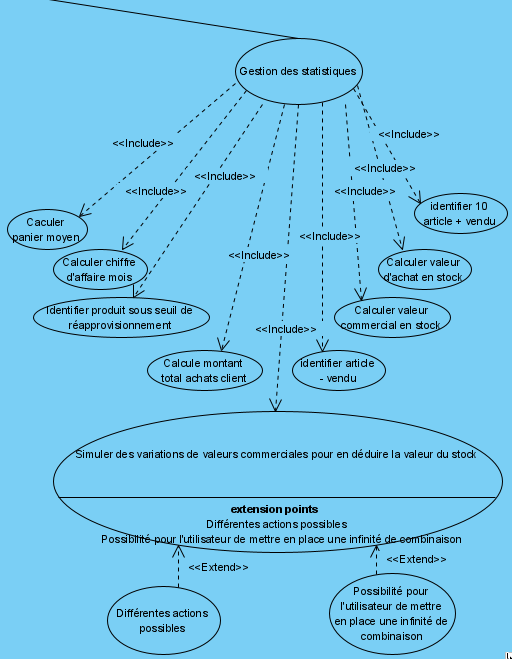 Gestion des statistiques
<<Include>>
<<Include>>
<<Include>>
<<Include>>
<<Include>>
<<Include>>
<<Include>>
<<Include>>
identifier 10
article + vendu
Caculer
panier moyen
Calculer chiffre
d'affaire mois
Calculer valeur
d'achat en stock
Identifier produit sous seuil de
réapprovisionnement
Calculer valeur
commercial en stock
Calcule montant
total achats client
identifier article
- vendu
Simuler des variations de valeurs commerciales pour en déduire la valeur du stock
extension points
Différentes actions possibles
Possibilité pour l'utilisateur de mettre en place une infinité de combinaison
<<Extend>>
<<Extend>>
Différentes actions
possibles
Possibilité pour
l'utilisateur de mettre
en place une infinité de
combinaison